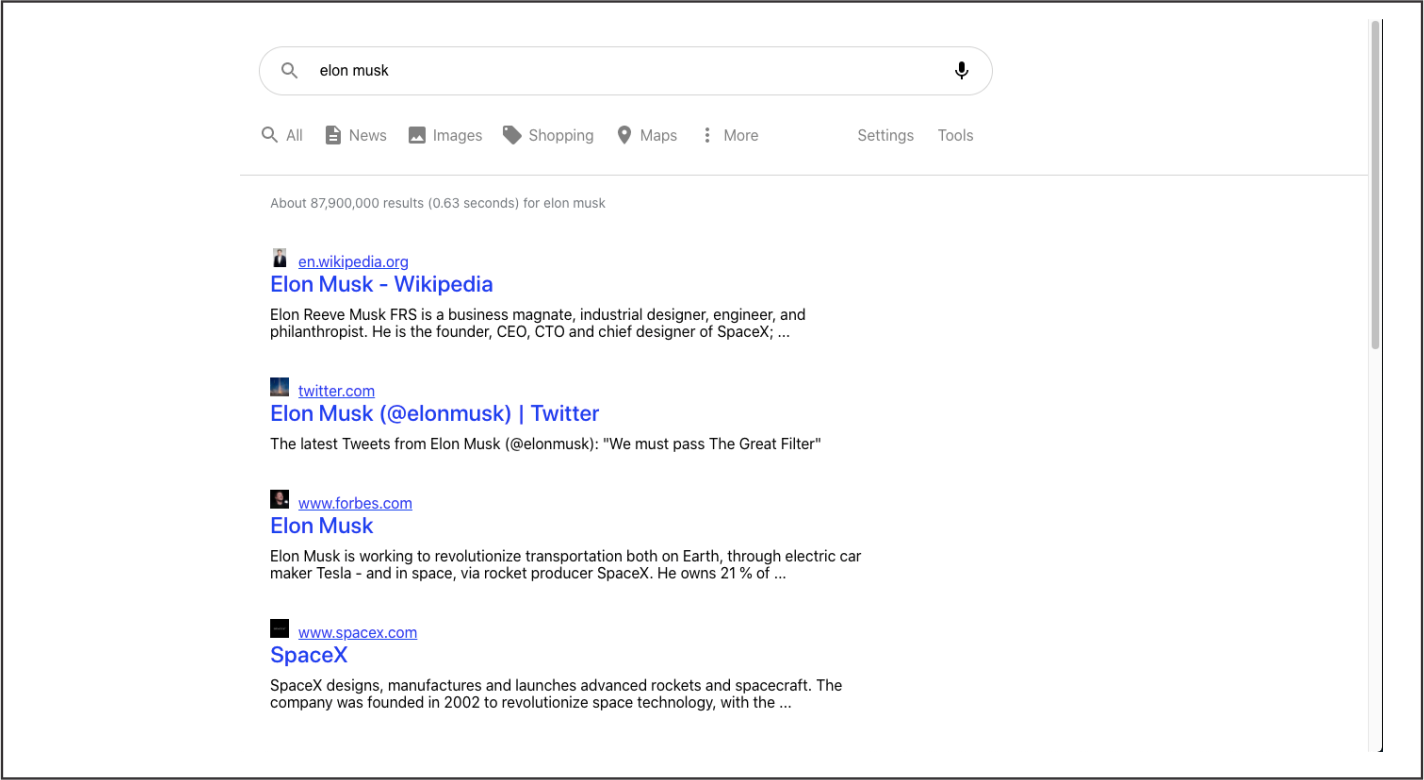 elon musk
All News Images Shopping Maps More Settings Tools
About 87,900,000 results (0.63 seconds) for elon musk
en.wikipedia.org
Elon Musk - Wikipedia
Elon Reeve Musk FRS is a business magnate, industrial designer, engineer, and
philanthropist. He is the founder, CEO, CTO and chief designer of SpaceX; ...
twitter.com
Elon Musk (@elonmusk) | Twitter
The latest Tweets from Elon Musk (@elonmusk): "We must pass The Great Filter"
www.forbes.com
Elon Musk
Elon Musk is working to revolutionize transportation both on Earth, through electric car
maker Tesla - and in space, via rocket producer SpaceX. He owns 21 % of ...
www.spacex.com
SpaceX
SpaceX designs, manufactures and launches advanced rockets and spacecraft. The
company was founded in 2002 to revolutionize space technology, with the ...